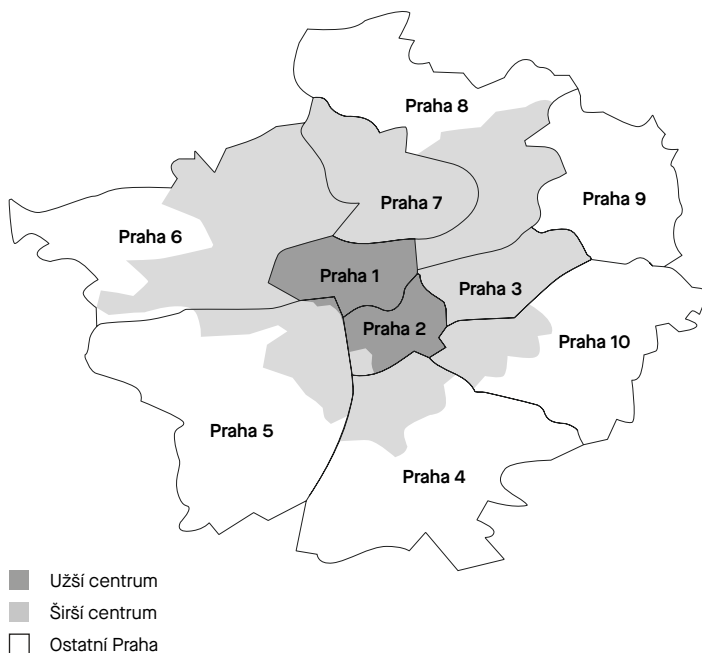 Praha 8
Praha 7
Praha 9
Praha 6
Praha 1
Praha 3
Praha 2
Praha 10
Praha 5
Praha 4
Užší centrum
Širší centrum
Ostatní Praha